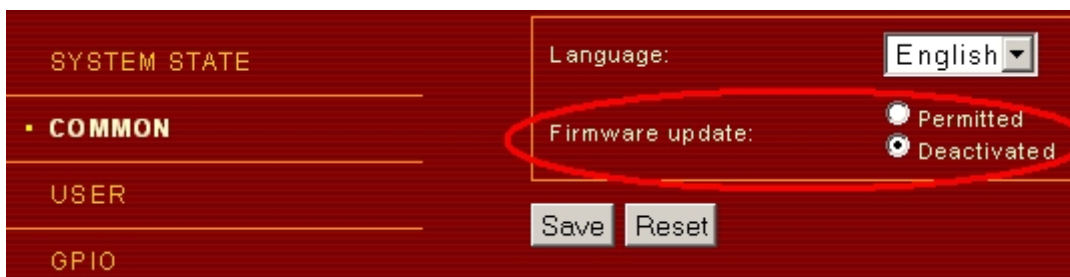 SYSTEM STATE
COMMON
USER
GPIO
Language:
English
Firmware update:
Permitted
Deactivated
Save Reset